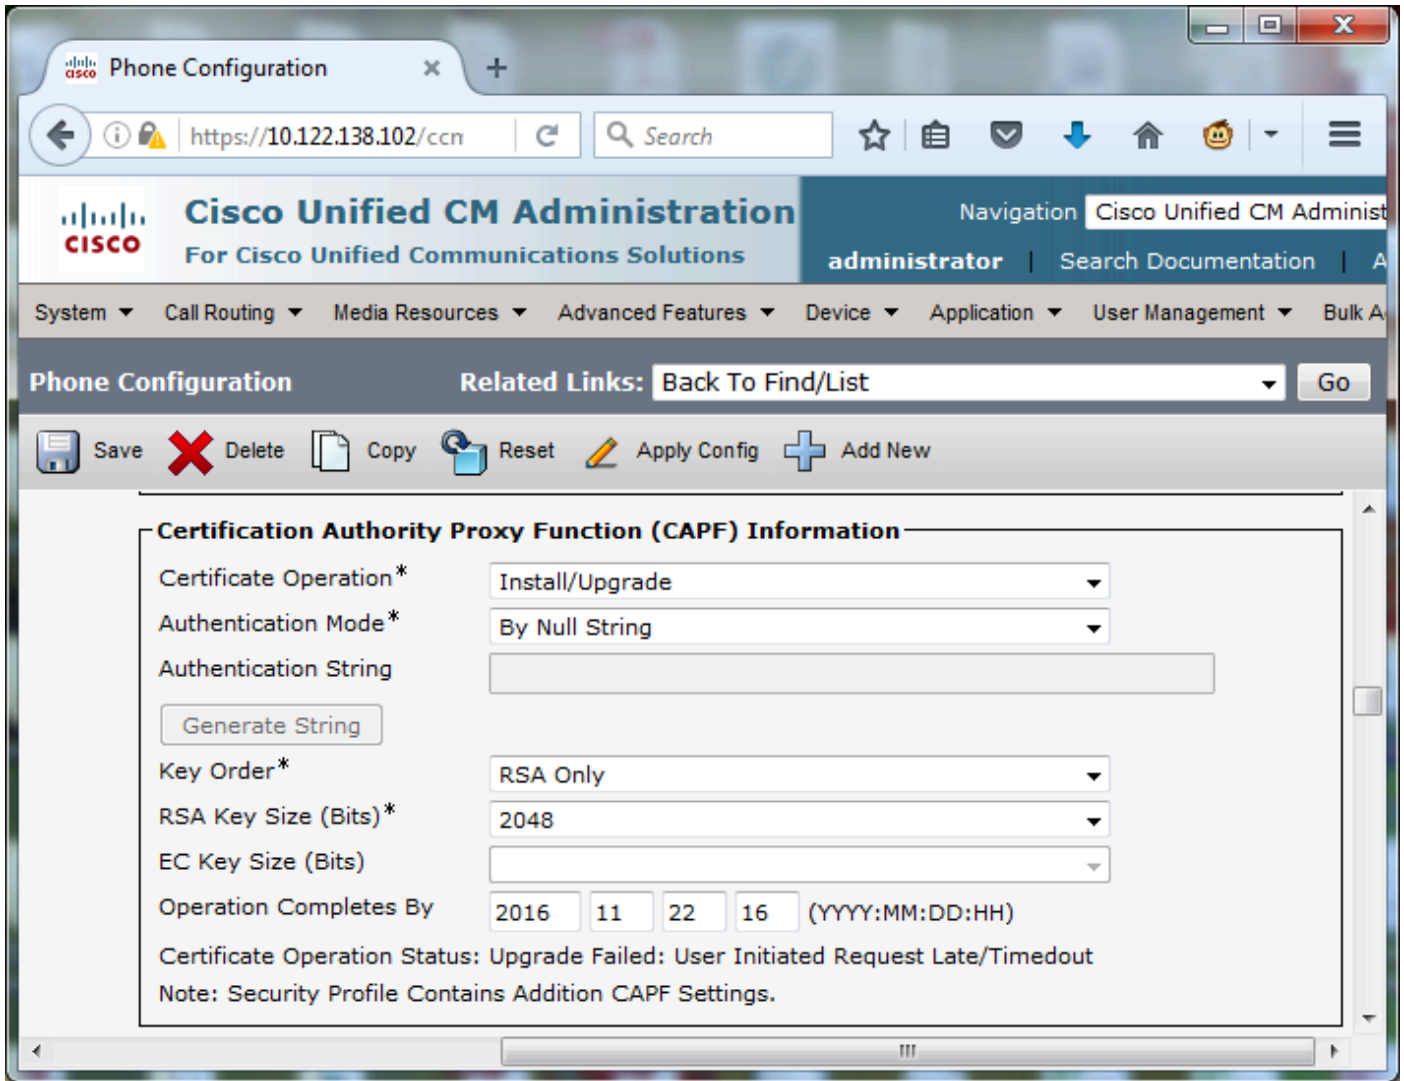 cisco Phone Configuration
https://10.122.138.102/ccm
Search
CISCO
Cisco Unified CM Administration
For Cisco Unified Communications Solutions
Navigation Cisco Unified CM Administ
administrator | Search Documentation | A
System Call Routing Media Resources Advanced Features Device Application User Management Bulk A
Phone Configuration Related Links: Back To Find/List Go
Save Delete Copy Reset Apply Config Add New
Certification Authority Proxy Function (CAPF) Information
Certificate Operation* Install/Upgrade
Authentication Mode* By Null String
Authentication String
Generate String
Key Order* RSA Only
RSA Key Size (Bits)* 2048
EC Key Size (Bits)
Operation Completes By 2016 11 22 16 (YYYY:MM:DD:HH)
Certificate Operation Status: Upgrade Failed: User Initiated Request Late/Timedout
Note: Security Profile Contains Addition CAPF Settings.